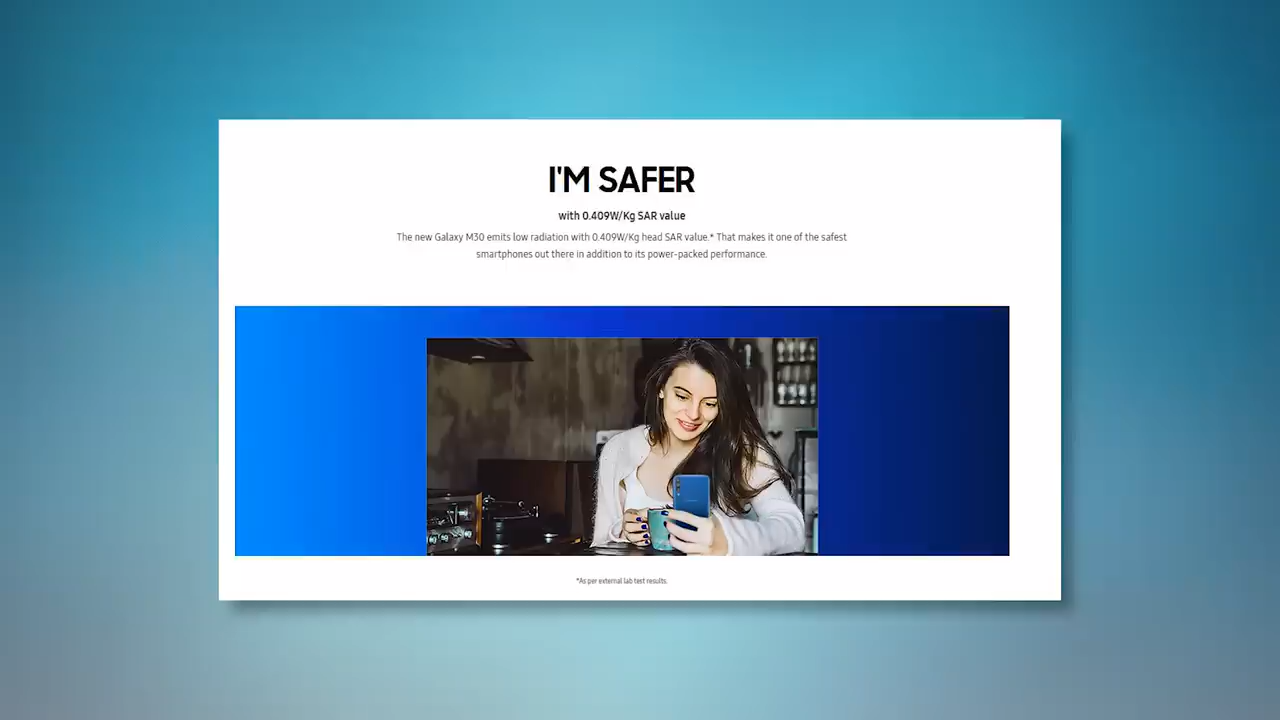 I'M SAFER
with 0.409W/Kg SAR value
The new Galaxy M30 emits low radiation with 0.409W/Kg head SAR value.* That makes it one of the safest
smartphones out there in addition to its power-packed performance.
*As per external lab test results.